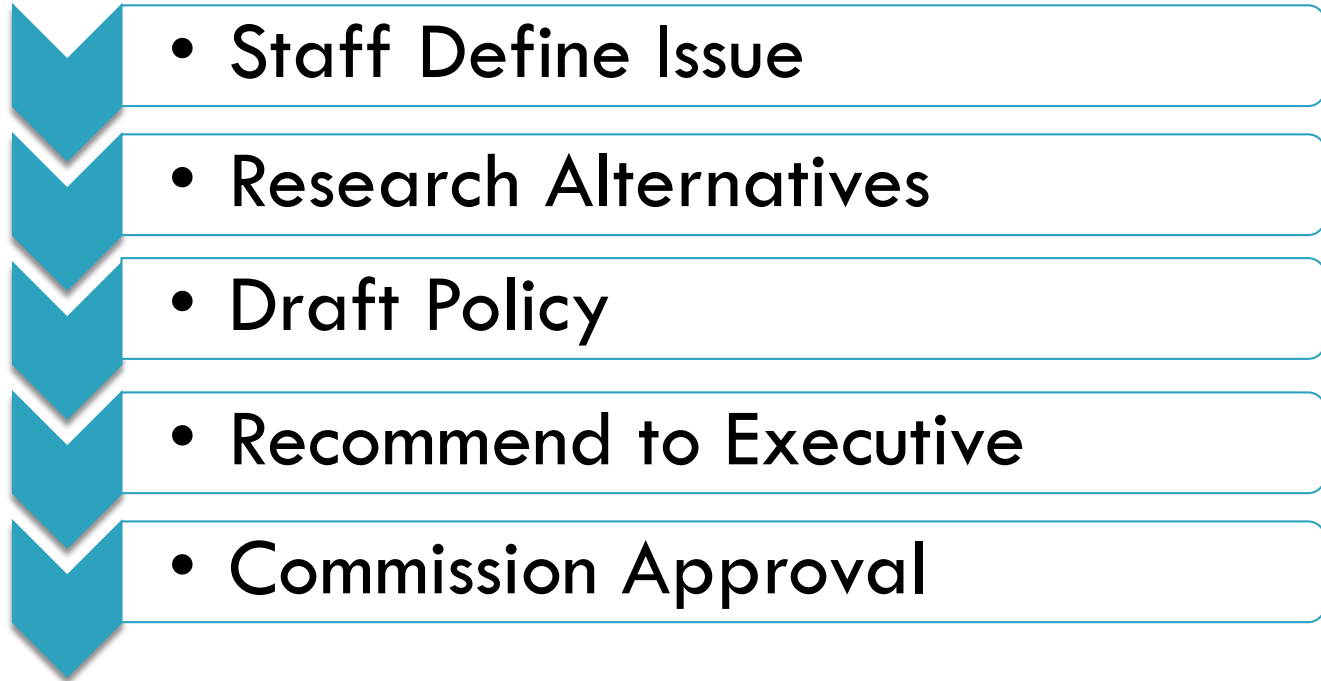 • Staff Define Issue
• Research Alternatives
• Draft Policy
• Recommend to Executive
• Commission Approval